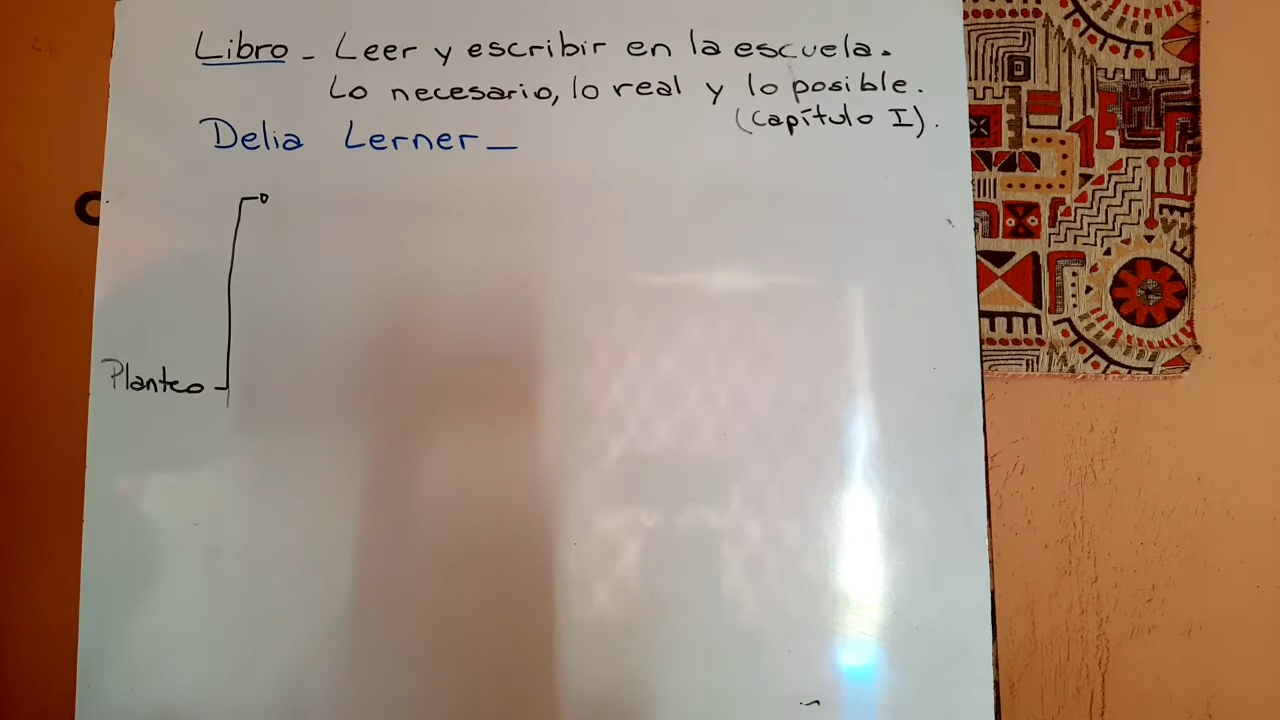 Libro - Leer y escribir en la escuela.
Lo necesario, lo real y lo posible.
(Capítulo I).
Delia Lerner -
Planteo